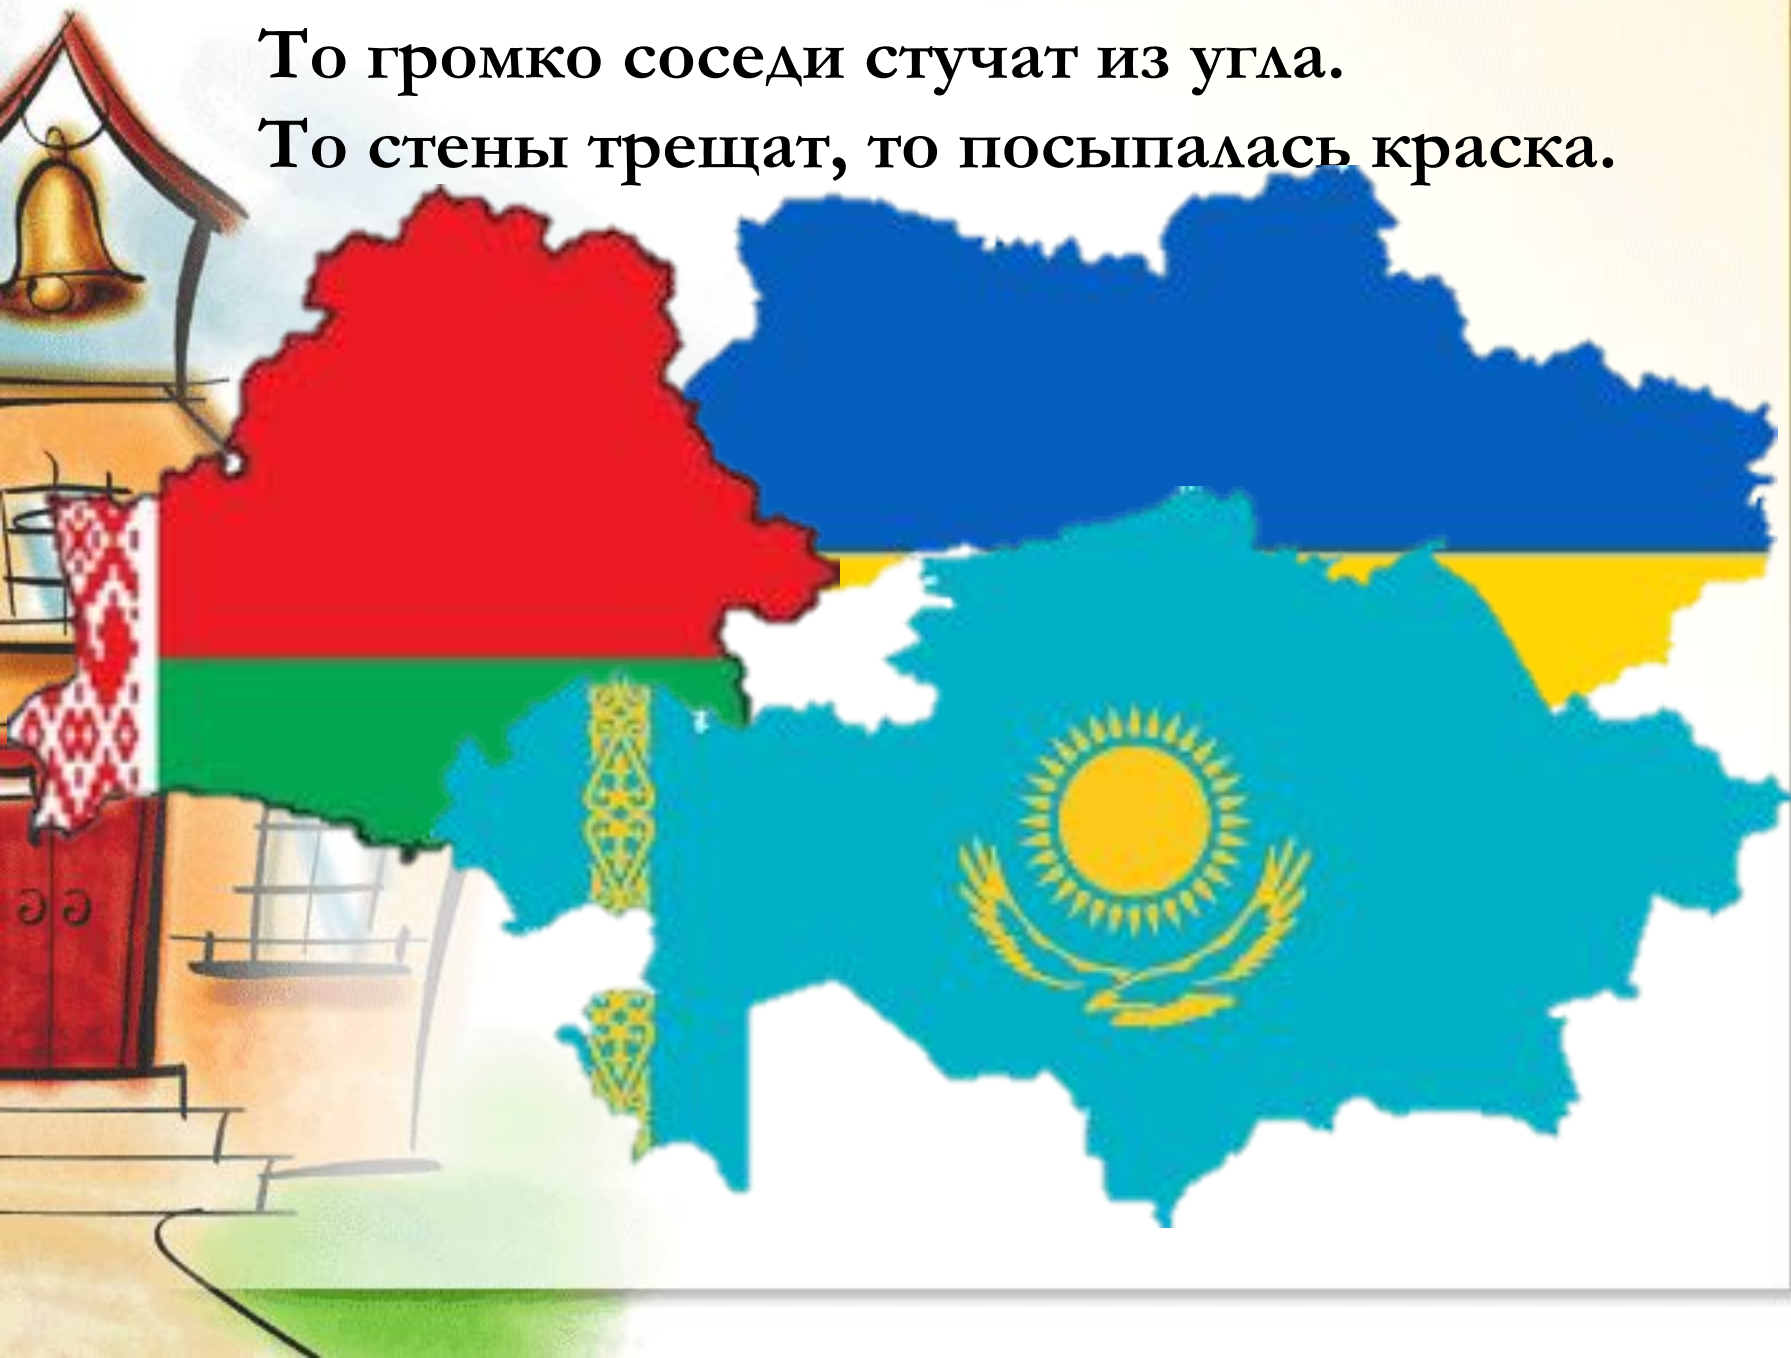 То громко соседи стучат из угла.
То стены трещат, то посыпалась краска.